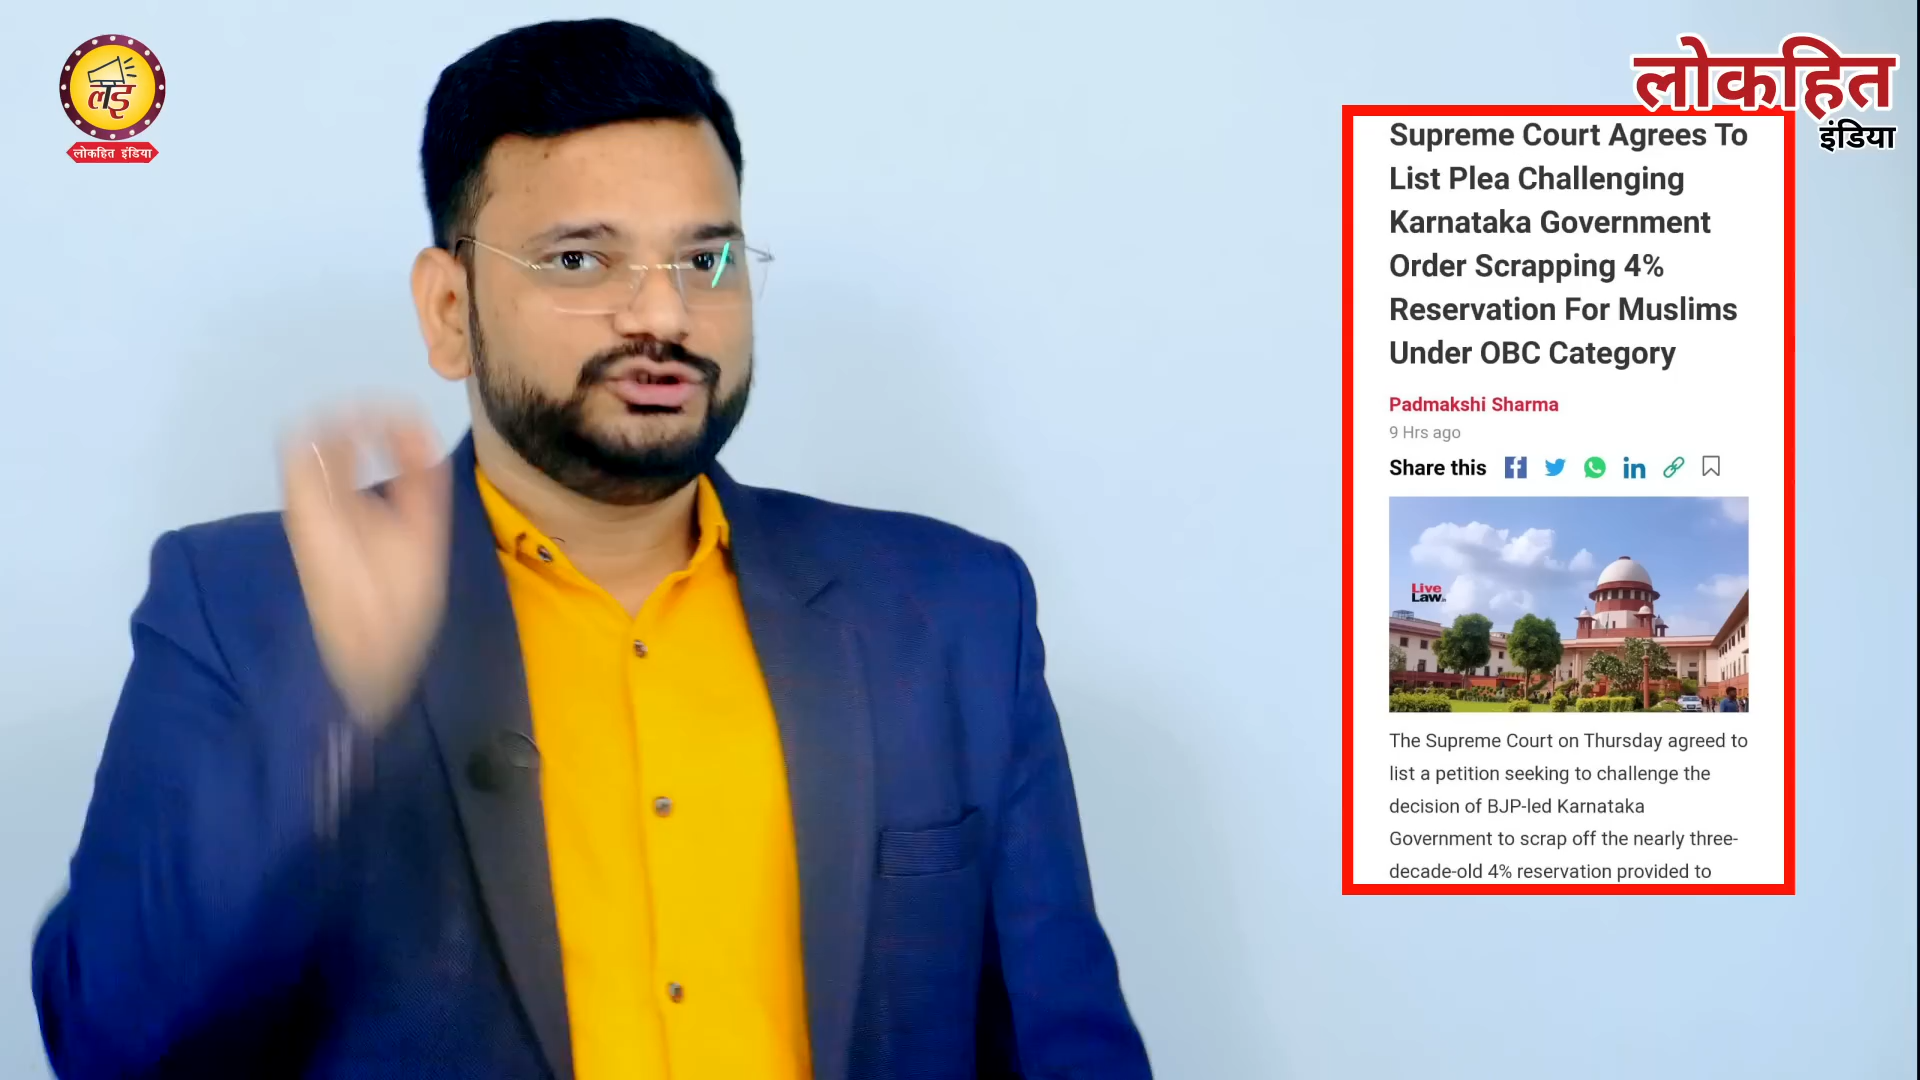 लइ
लोकहित इंडिया
लोकहित
इंडिया
Supreme Court Agrees To
List Plea Challenging
Karnataka Government
Order Scrapping 4%
Reservation For Muslims
Under OBC Category
Padmakshi Sharma
9 Hrs ago
Share this
Live
Law.in
The Supreme Court on Thursday agreed to
list a petition seeking to challenge the
decision of BJP-led Karnataka
Government to scrap off the nearly three-
decade-old 4% reservation provided to